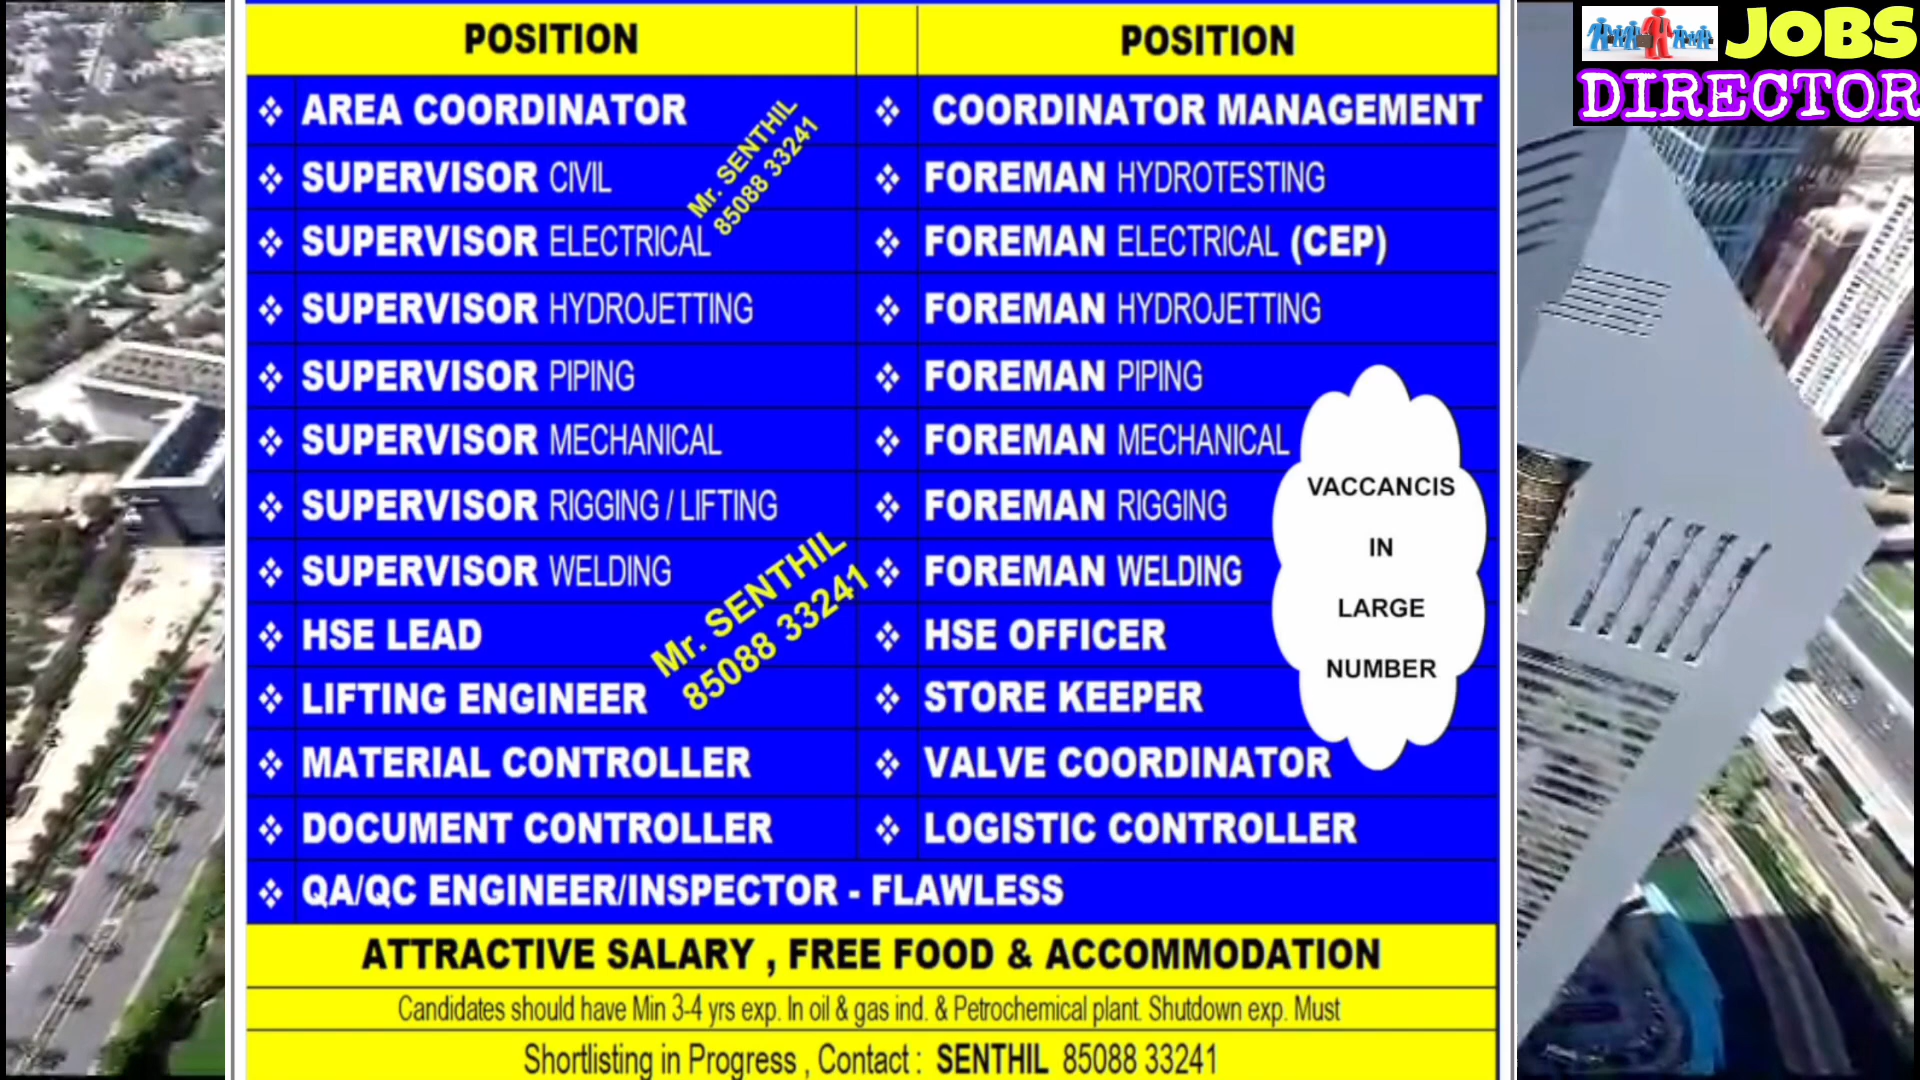 POSITION
POSITION
JOBS
DIRECTOR
❖ AREA COORDINATOR
❖ COORDINATOR MANAGEMENT
Mr. SENTHIL
85088 33241
❖ SUPERVISOR CIVIL
❖ FOREMAN HYDROTESTING
❖ SUPERVISOR ELECTRICAL
❖ FOREMAN ELECTRICAL (CEP)
❖ SUPERVISOR HYDROJETTING
❖ FOREMAN HYDROJETTING
❖ SUPERVISOR PIPING
❖ FOREMAN PIPING
❖ SUPERVISOR MECHANICAL
❖ FOREMAN MECHANICAL
❖ SUPERVISOR RIGGING / LIFTING
❖ FOREMAN RIGGING
❖ SUPERVISOR WELDING
❖ FOREMAN WELDING
VACCANCIS
IN
LARGE
NUMBER
Mr. SENTHIL
85088 33241
❖ HSE LEAD
❖ HSE OFFICER
❖ LIFTING ENGINEER
❖ STORE KEEPER
❖ MATERIAL CONTROLLER
❖ VALVE COORDINATOR
❖ DOCUMENT CONTROLLER
❖ LOGISTIC CONTROLLER
❖ QA/QC ENGINEER/INSPECTOR - FLAWLESS
ATTRACTIVE SALARY , FREE FOOD & ACCOMMODATION
Candidates should have Min 3-4 yrs exp. In oil & gas ind. & Petrochemical plant. Shutdown exp. Must
Shortlisting in Progress , Contact : SENTHIL 85088 33241